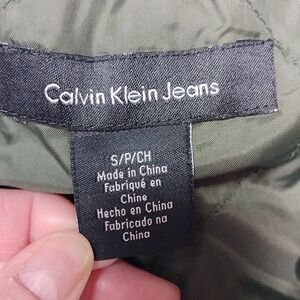 Calvin Klein Jeans
S/P/CH
Made in China
Fabriqué en
Chine
Hecho en China
Fabricado na
China